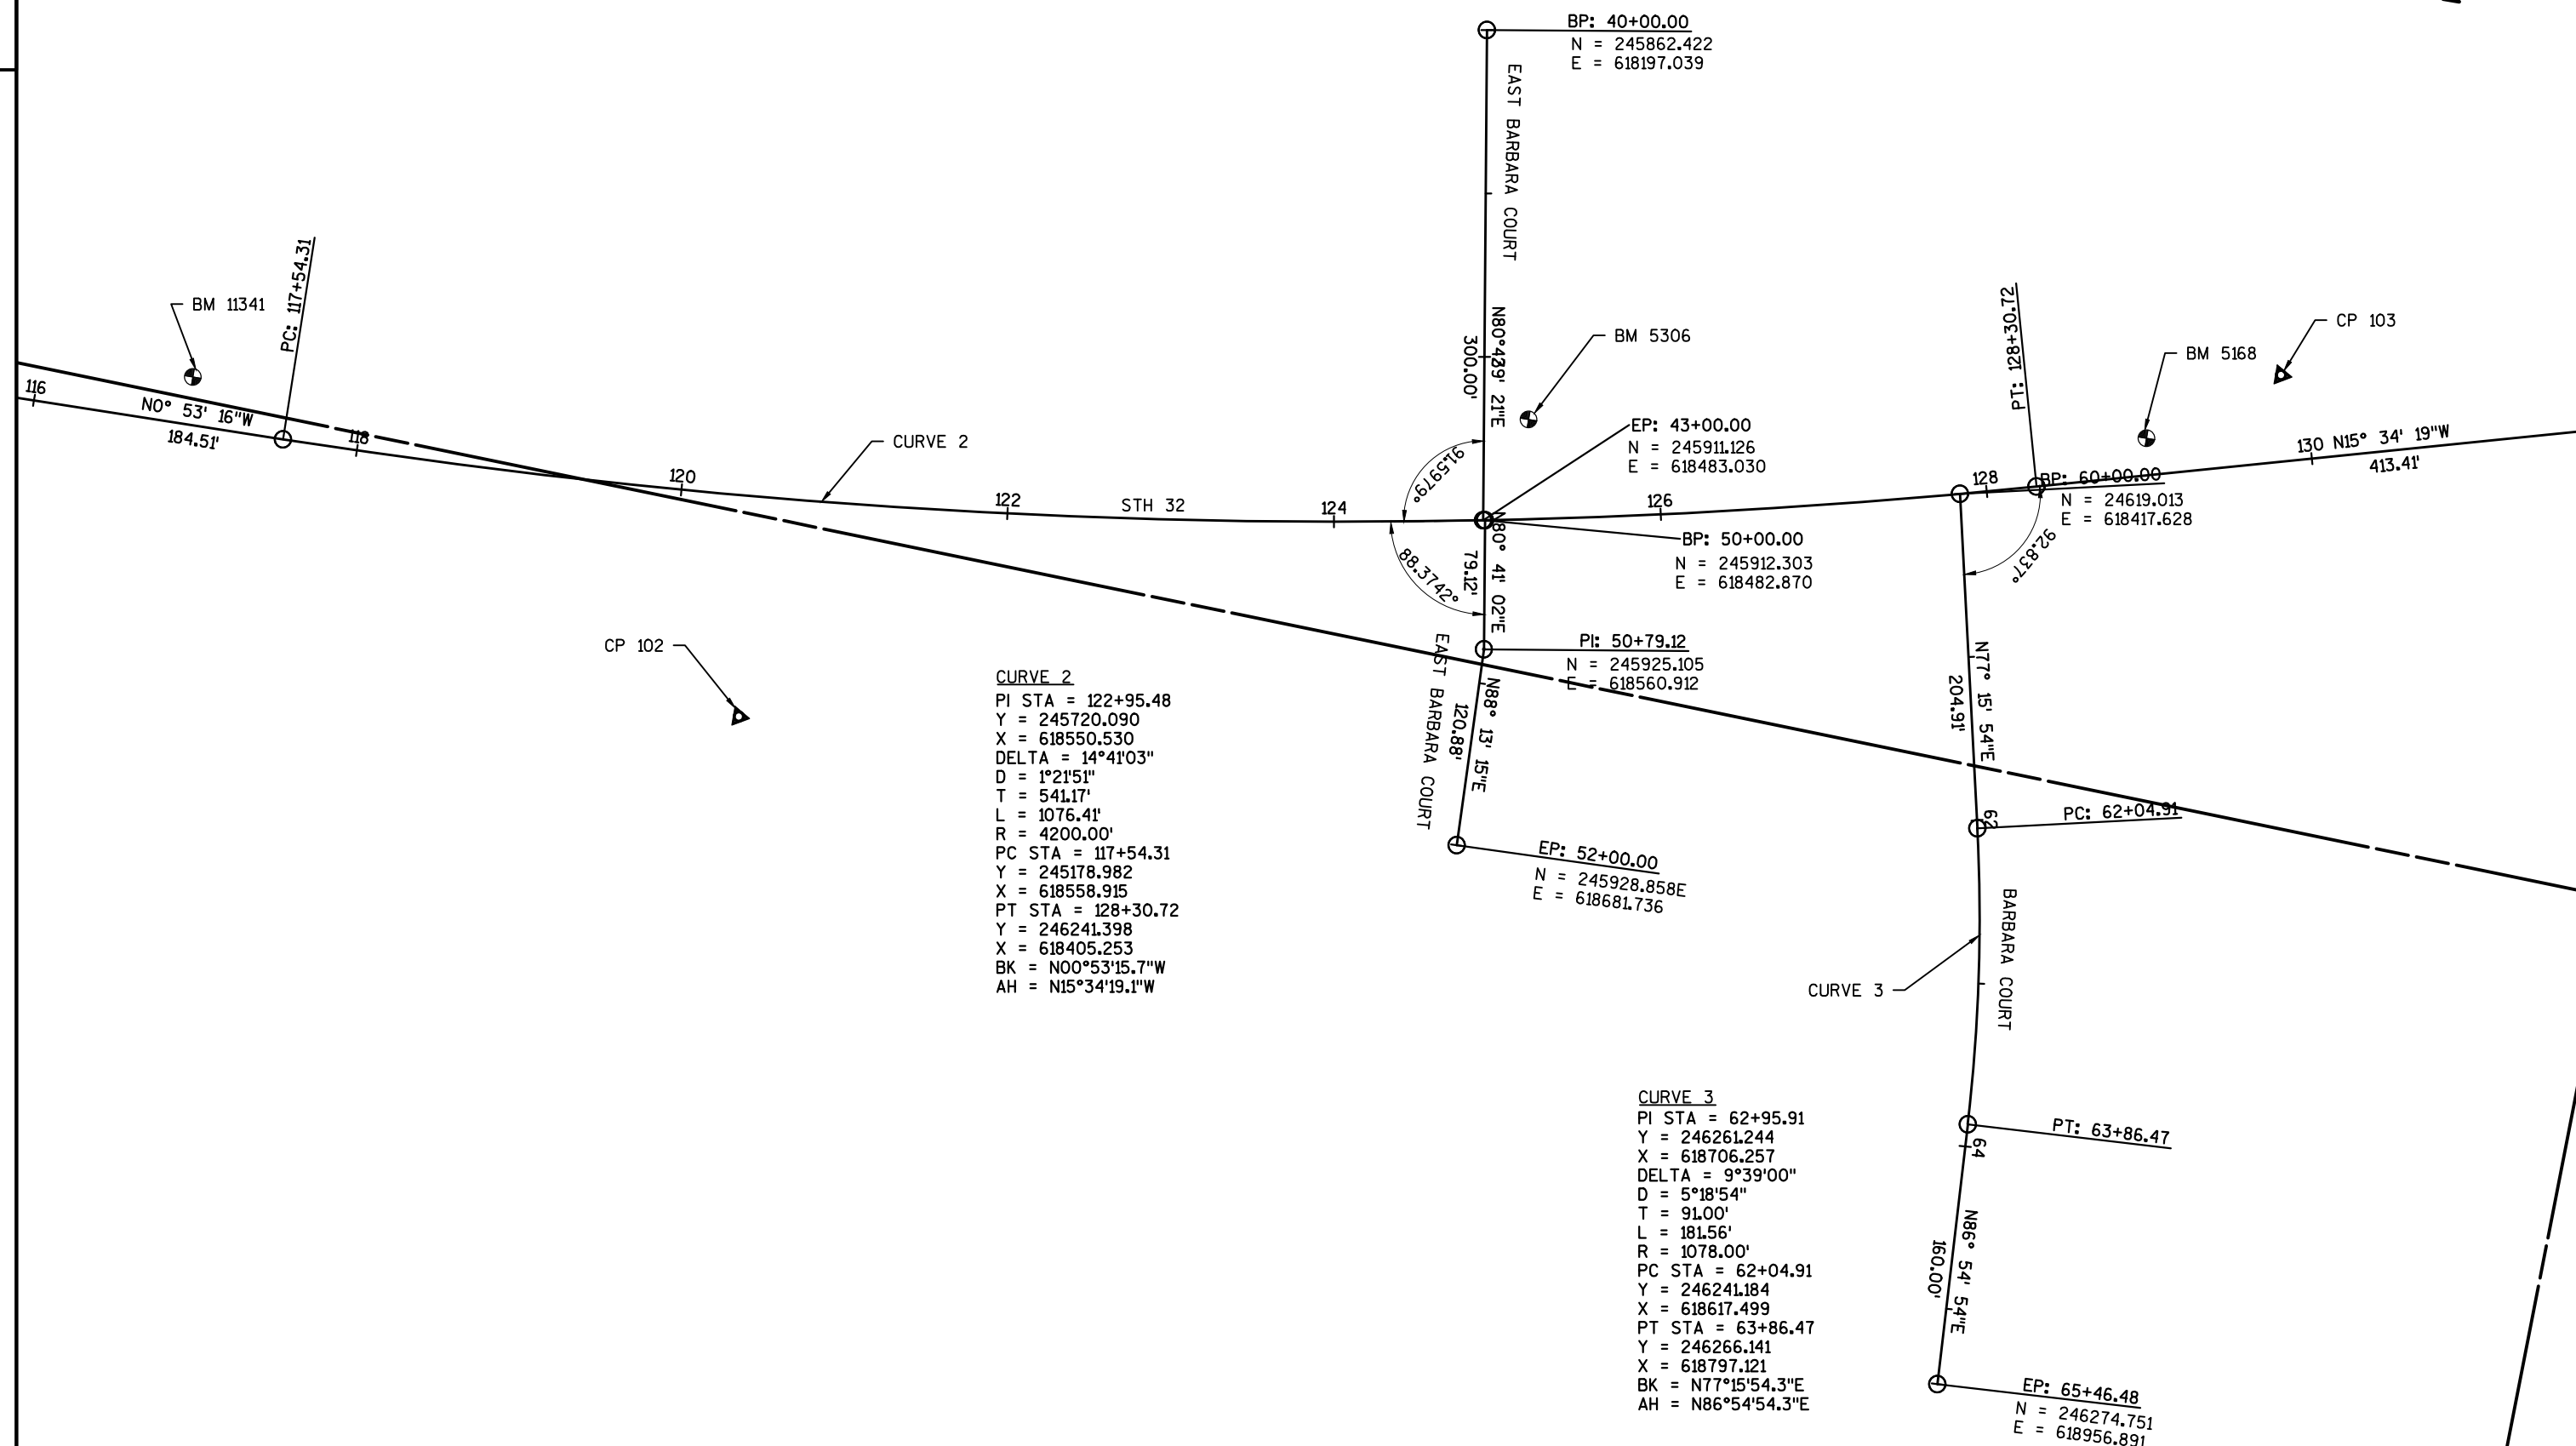 BP: 40+00.00
N = 245862.422
E = 618197.039
EAST BARBARA COURT
PC: 117+54.31
BM 11341
116
N0° 53' 16"W
184.51'
118
CURVE 2
120
122
STH 32
124
300.00'
N80° 39' 21"E
42
91.5979°
BM 5306
EP: 43+00.00
N = 245911.126
E = 618483.030
126
BP: 50+00.00
N = 245912.303
E = 618482.870
88.3742°
79.12'
N80° 41' 02"E
PT: 128+30.72
128
BP: 60+00.00
N = 24619.013
E = 618417.628
92.837°
BM 5168
CP 103
130 N15° 34' 19"W
413.41'
CP 102
PI: 50+79.12
N = 245925.105
E = 618560.912
EAST BARBARA COURT
120.88'
N88° 13' 15"E
EP: 52+00.00
N = 245928.858E
E = 618681.736
204.91'
N77° 15' 54"E
62
PC: 62+04.91
CURVE 2
PI STA = 122+95.48
Y = 245720.090
X = 618550.530
DELTA = 14°41'03"
D = 1°21'51"
T = 541.17'
L = 1076.41'
R = 4200.00'
PC STA = 117+54.31
Y = 245178.982
X = 618558.915
PT STA = 128+30.72
Y = 246241.398
X = 618405.253
BK = N00°53'15.7"W
AH = N15°34'19.1"W
BARBARA COURT
CURVE 3
PT: 63+86.47
64
N86° 54' 54"E
160.00'
CURVE 3
PI STA = 62+95.91
Y = 246261.244
X = 618706.257
DELTA = 9°39'00"
D = 5°18'54"
T = 91.00'
L = 181.56'
R = 1078.00'
PC STA = 62+04.91
Y = 246241.184
X = 618617.499
PT STA = 63+86.47
Y = 246266.141
X = 618797.121
BK = N77°15'54.3"E
AH = N86°54'54.3"E
EP: 65+46.48
N = 246274.751
E = 618956.891